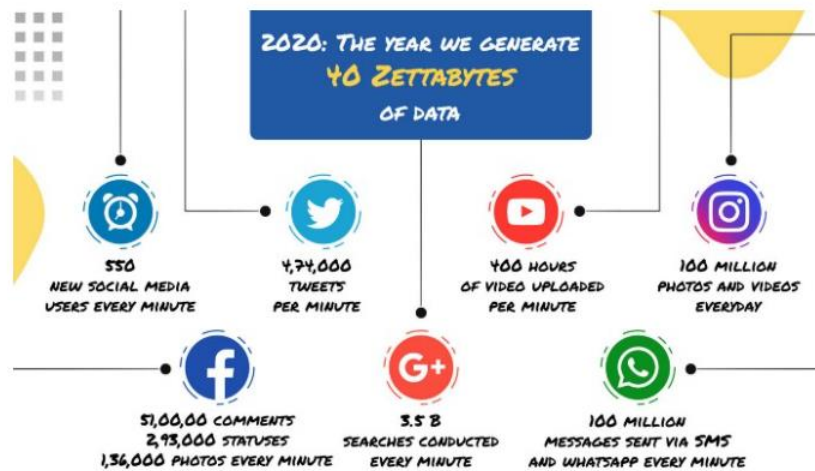 2020: THE YEAR WE GENERATE
40 ZETTABYTES
OF DATA
550
NEW SOCIAL MEDIA
USERS EVERY MINUTE
4,74,000
TWEETS
PER MINUTE
400 HOURS
OF VIDEO UPLOADED
PER MINUTE
100 MILLION
PHOTOS AND VIDEOS
EVERYDAY
51,00,00 COMMENTS
2,93,000 STATUSES
1,36,000 PHOTOS EVERY MINUTE
G+
3.5 B
SEARCHES CONDUCTED
EVERY MINUTE
100 MILLION
MESSAGES SENT VIA SMS
AND WHATSAPP EVERY MINUTE